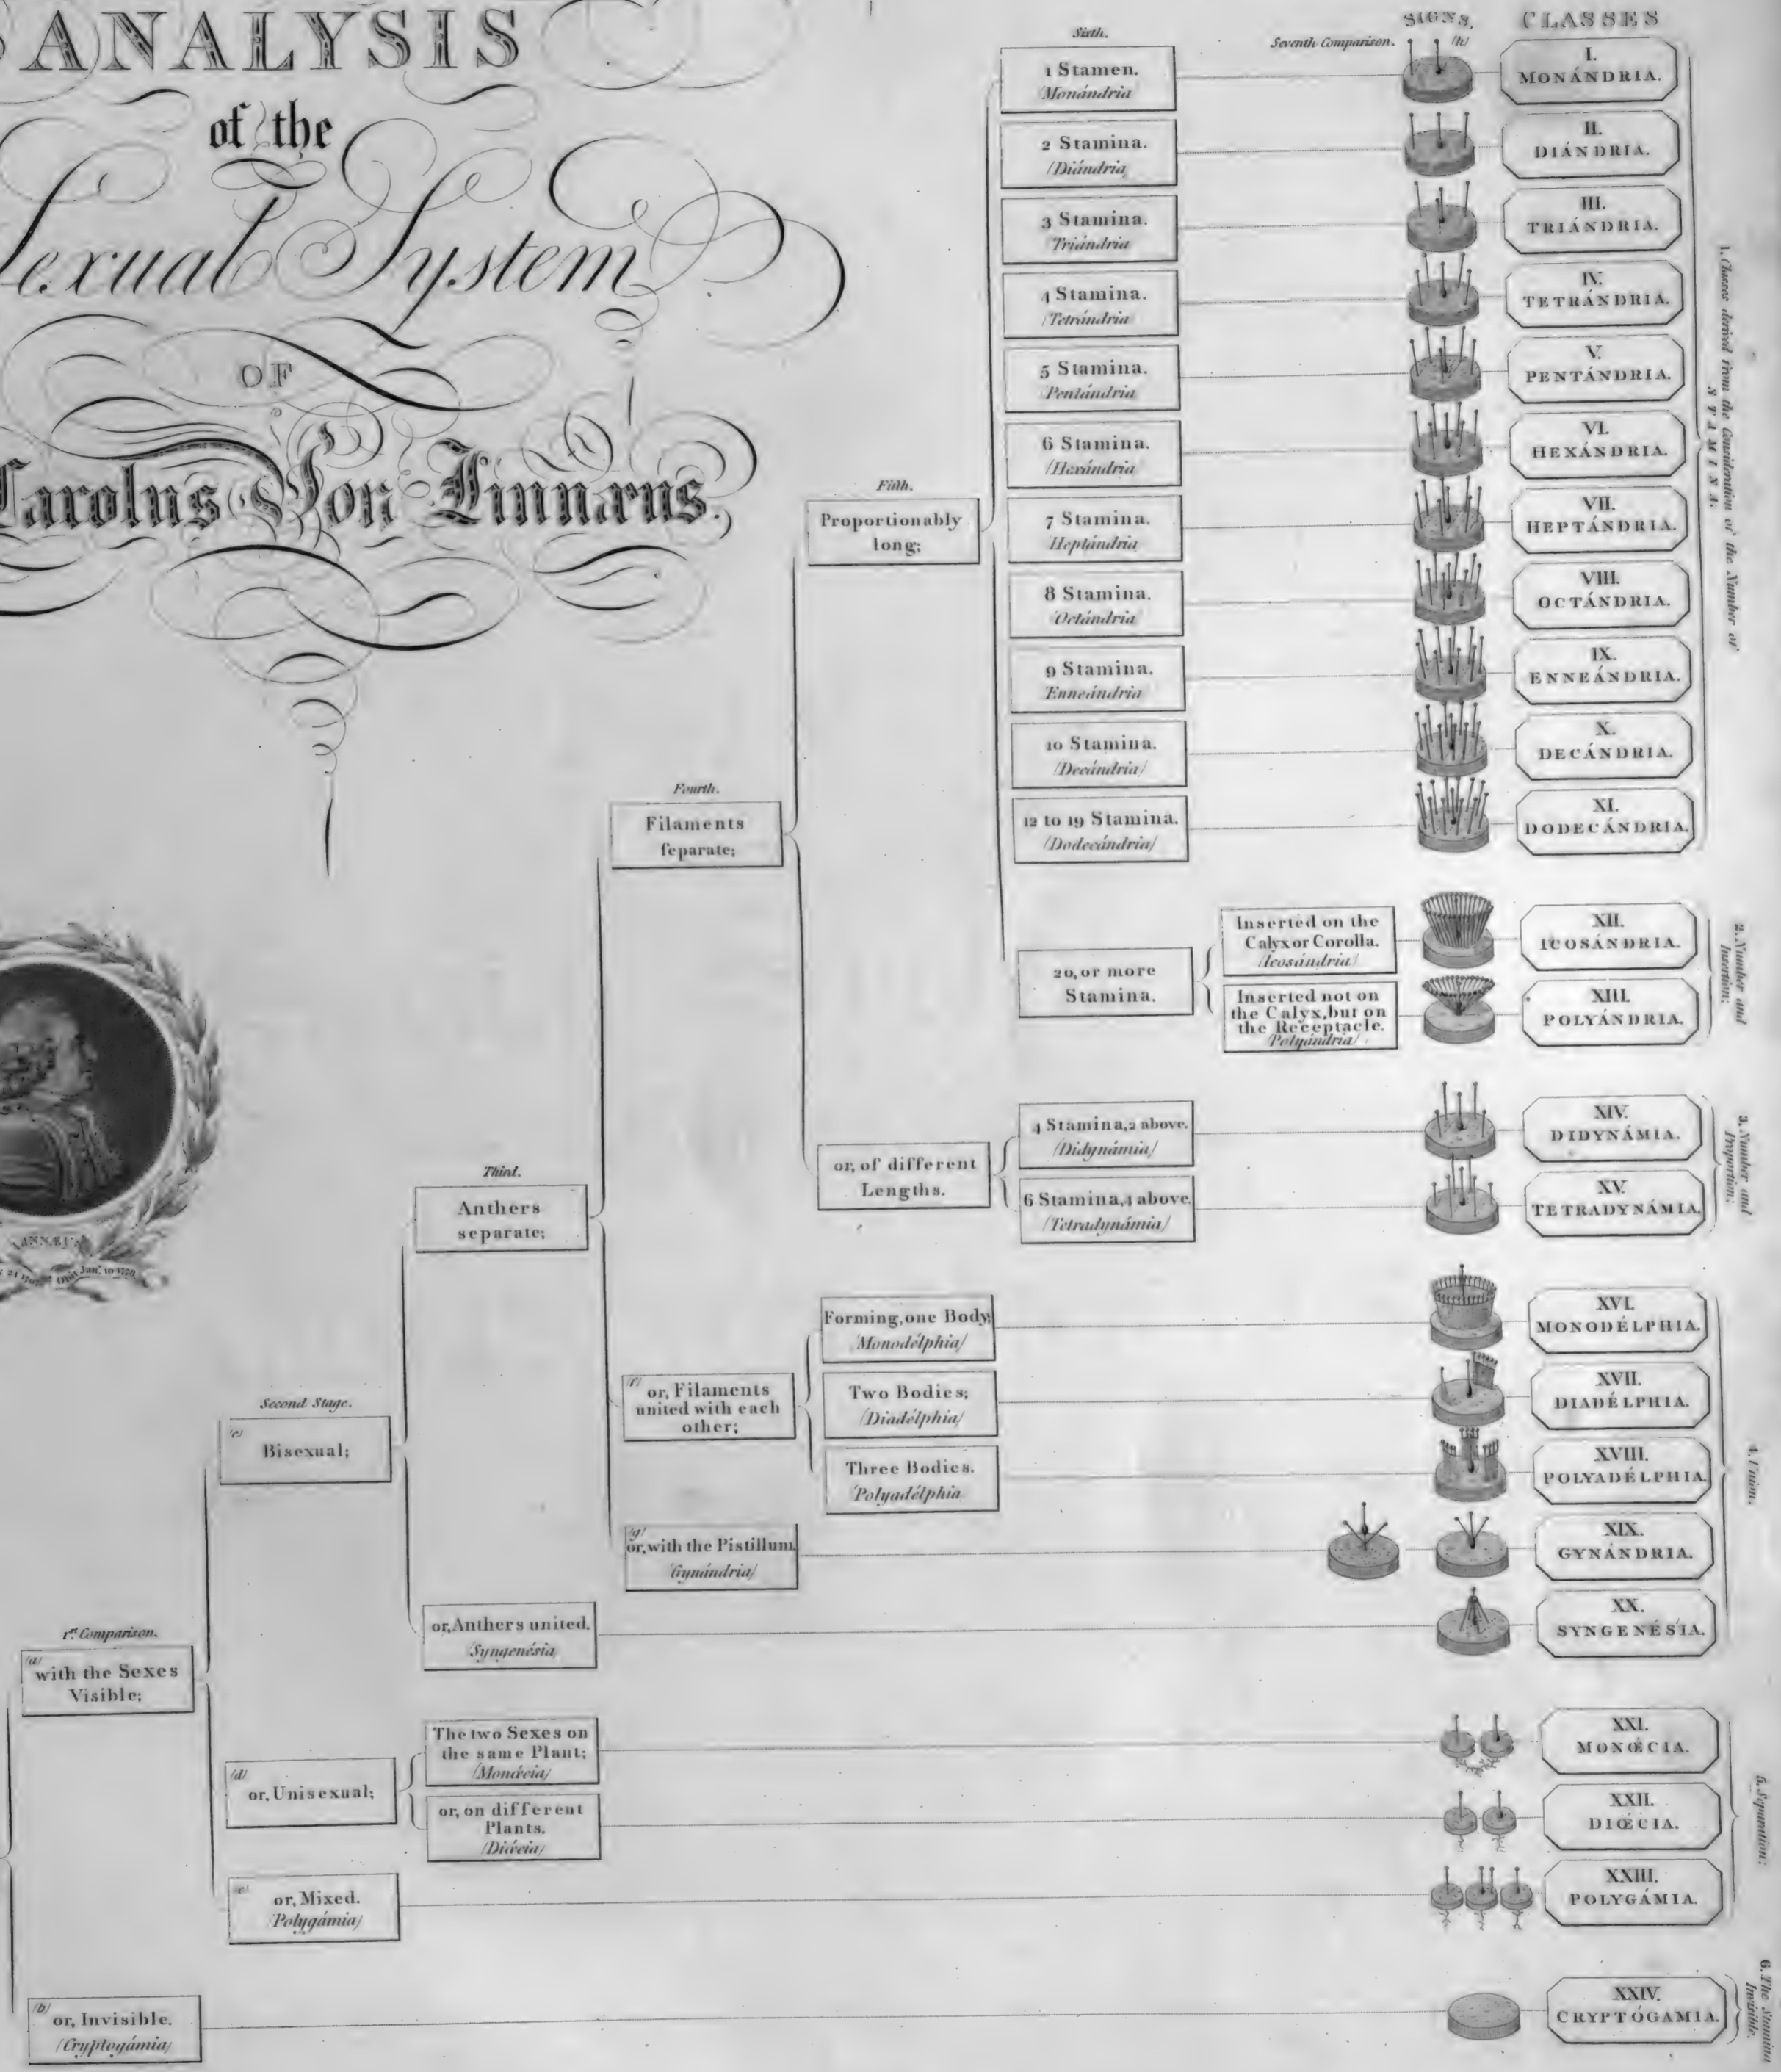 ANALYSIS
of the
Sexual System
OF
Carolus Von Linnæus.
LINNÆUS
Jan. 10 1778
1st Comparison.
(a)
with the Sexes
Visible;
(b)
or, Invisible.
(Cryptogámia)
Second Stage.
(c)
Bisexual;
(d)
or, Unisexual;
(e)
or, Mixed.
(Polygámia)
Third.
Anthers
separate;
or, Anthers united.
(Syngenésia)
The two Sexes on
the same Plant;
(Monœcia)
or, on different
Plants.
(Diœcia)
Fourth.
Filaments
ſeparate;
(f)
or, Filaments
united with each
other;
(g)
or, with the Pistillum.
(Gynándria)
Fifth.
Proportionably
long;
or, of different
Lengths.
Forming, one Body;
(Monodélphia)
Two Bodies;
(Diadélphia)
Three Bodies.
(Polyadélphia
Sixth.
1 Stamen.
(Monándria
2 Stamina.
(Diándria)
3 Stamina.
Triándria
4 Stamina.
(Tetrándria
5 Stamina.
(Pentándria
6 Stamina.
(Hexándria
7 Stamina.
Heptándria
8 Stamina.
(Octándria
9 Stamina.
(Enneándria
10 Stamina.
(Decándria)
12 to 19 Stamina.
(Dodecándria)
20, or more
Stamina.
4 Stamina, 2 above.
(Didynámia)
6 Stamina, 4 above.
(Tetradynámia)
Seventh Comparison.
Inserted on the
Calyx or Corolla.
(Icosándria)
Inserted not on
the Calyx, but on
the Receptacle.
(Polyándria)
SIGNS.
(h)
CLASSES
I.
MONÁNDRIA.
II.
DIÁNDRIA.
III.
TRIÁNDRIA.
IV.
TETRÁNDRIA.
V.
PENTÁNDRIA.
VI.
HEXÁNDRIA.
VII.
HEPTÁNDRIA.
VIII.
OCTÁNDRIA.
IX.
ENNEÁNDRIA.
X.
DECÁNDRIA.
XI.
DODECÁNDRIA.
XII.
ICOSÁNDRIA.
XIII.
POLYÁNDRIA.
XIV.
DIDYNÁMIA.
XV.
TETRADYNÁMIA.
XVI.
MONODÉLPHIA.
XVII.
DIADÉLPHIA.
XVIII.
POLYADÉLPHIA.
XIX.
GYNÁNDRIA.
XX.
SYNGENÉSIA.
XXI.
MONŒCIA.
XXII.
DIŒCIA.
XXIII.
POLYGÁMIA.
XXIV.
CRYPTÓGAMIA.
1. Classes derived from the Consideration of the Number of
STAMINA:
2. Number and
Insertion;
3. Number and
Proportion;
4. Union.
5. Separation;
6. The Stamina
Invisible.